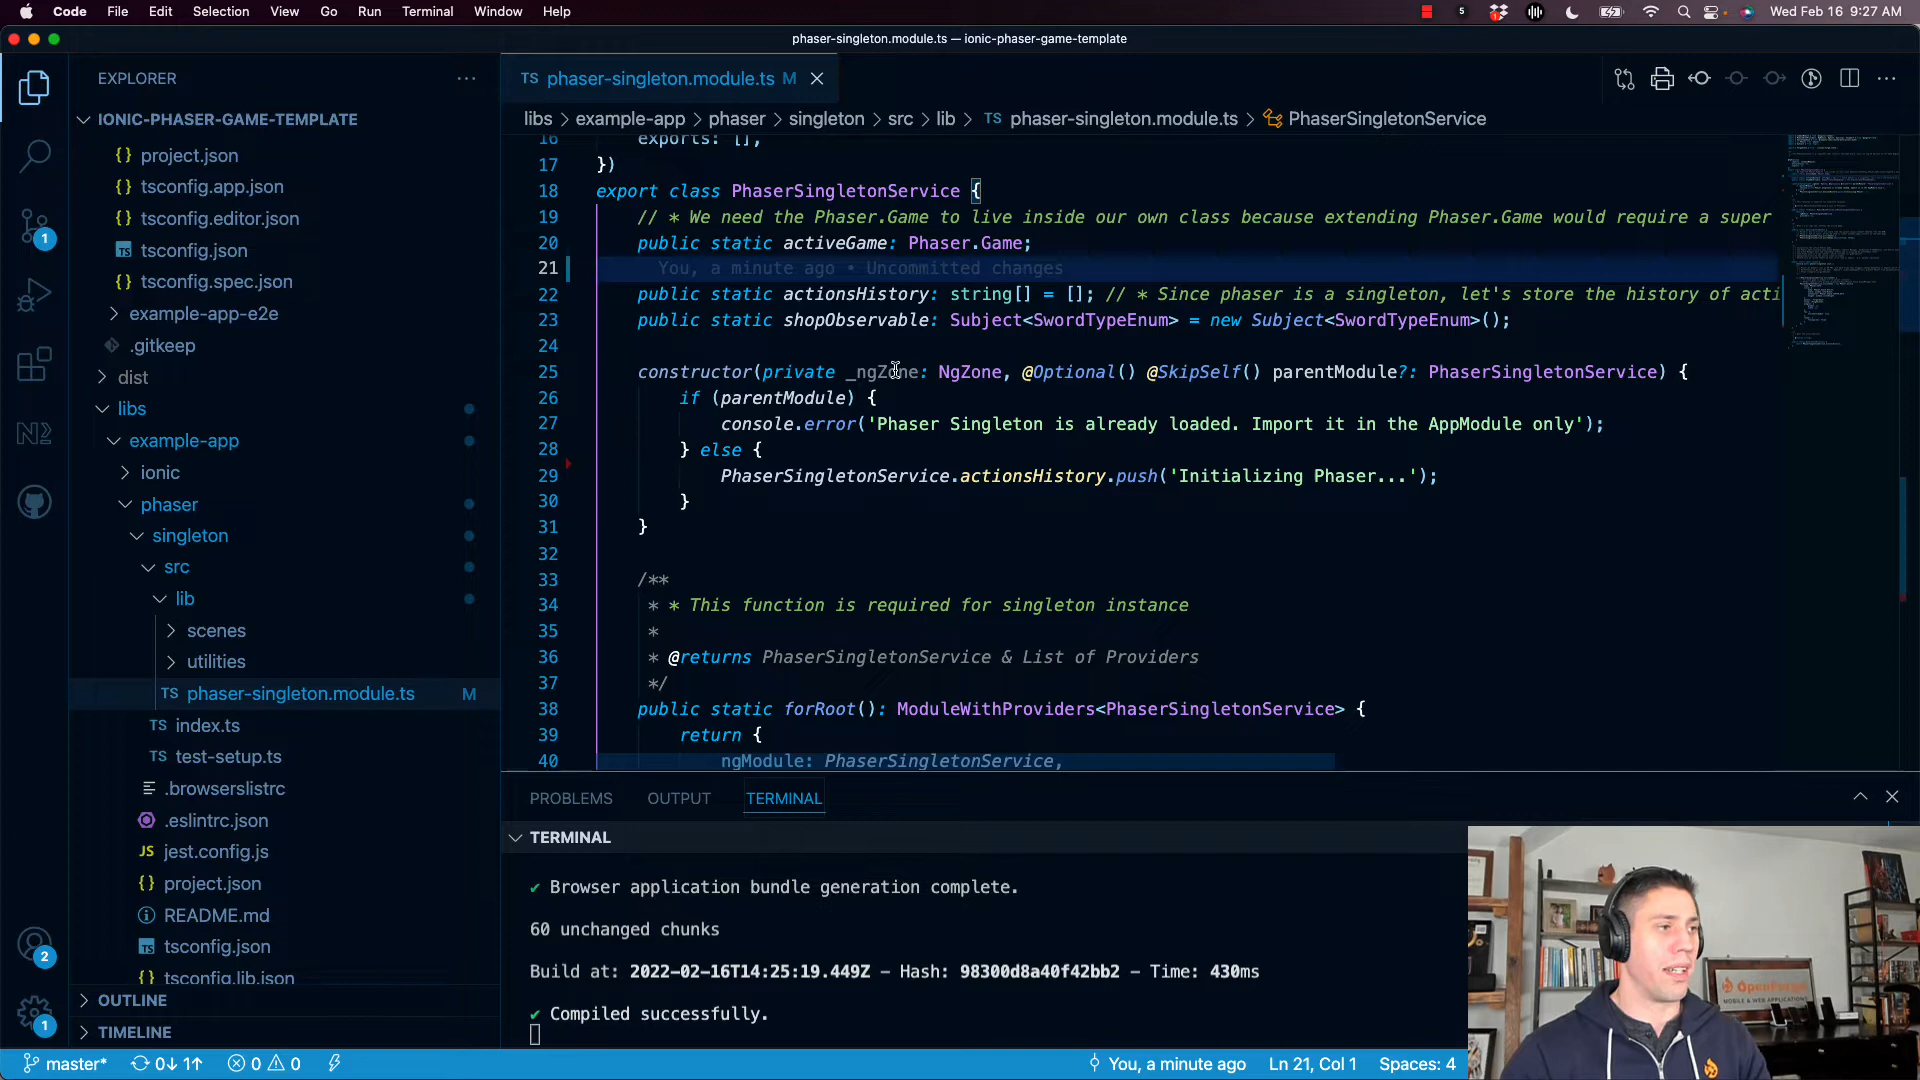 Code File Edit Selection View Go Run Terminal Window Help 5 1 Wed Feb 16 9:27 AM
phaser-singleton.module.ts — ionic-phaser-game-template
EXPLORER
TS phaser-singleton.module.ts M
IONIC-PHASER-GAME-TEMPLATE
libs > example-app > phaser > singleton > src > lib > TS phaser-singleton.module.ts > PhaserSingletonService
{} project.json
{} tsconfig.app.json
{} tsconfig.editor.json
TS tsconfig.json
{} tsconfig.spec.json
example-app-e2e
.gitkeep
dist
libs
example-app
ionic
phaser
singleton
src
lib
scenes
utilities
TS phaser-singleton.module.ts M
TS index.ts
TS test-setup.ts
.browserslistrc
.eslintrc.json
JS jest.config.js
{} project.json
README.md
TS tsconfig.json
tsconfig.lib.json
OUTLINE
TIMELINE
1
2
1
16 exports: [],
17 })
18 export class PhaserSingletonService {
19 // * We need the Phaser.Game to live inside our own class because extending Phaser.Game would require a super
20 public static activeGame: Phaser.Game;
21 You, a minute ago • Uncommitted changes
22 public static actionsHistory: string[] = []; // * Since phaser is a singleton, let's store the history of acti
23 public static shopObservable: Subject<SwordTypeEnum> = new Subject<SwordTypeEnum>();
24
25 constructor(private _ngZone: NgZone, @Optional() @SkipSelf() parentModule?: PhaserSingletonService) {
26 if (parentModule) {
27 console.error('Phaser Singleton is already loaded. Import it in the AppModule only');
28 } else {
29 PhaserSingletonService.actionsHistory.push('Initializing Phaser...');
30 }
31 }
32
33 /**
34 * * This function is required for singleton instance
35 *
36 * @returns PhaserSingletonService & List of Providers
37 */
38 public static forRoot(): ModuleWithProviders<PhaserSingletonService> {
39 return {
40 ngModule: PhaserSingletonService,
PROBLEMS OUTPUT TERMINAL
TERMINAL
✔ Browser application bundle generation complete.
60 unchanged chunks
Build at: 2022-02-16T14:25:19.449Z - Hash: 98300d8a40f42bb2 - Time: 430ms
✔ Compiled successfully.
OpenForge
MOBILE & WEB APPLICATIONS
master* 0↓ 1↑ 0 0 You, a minute ago Ln 21, Col 1 Spaces: 4